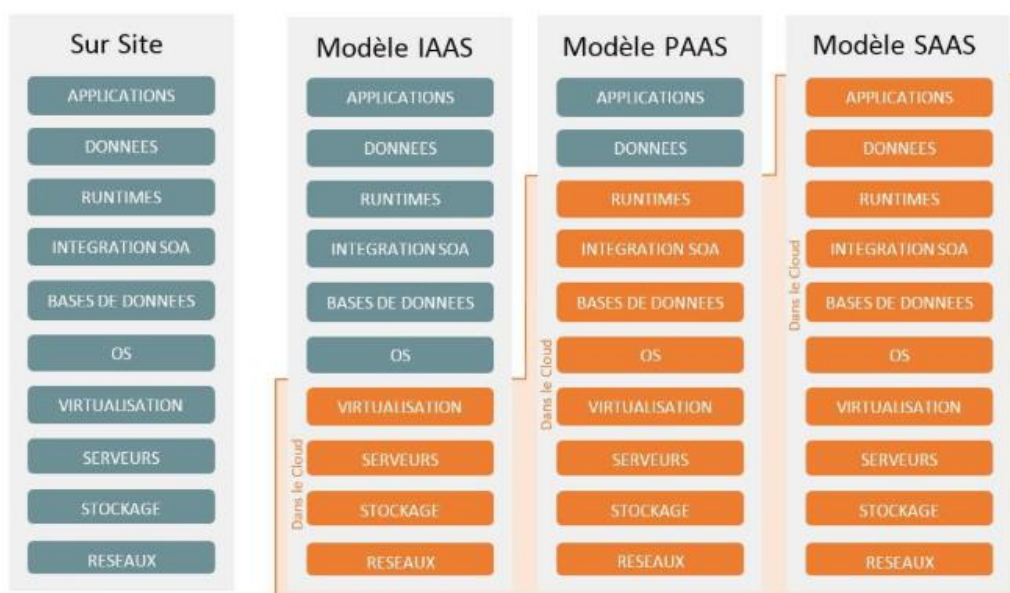 Sur Site
APPLICATIONS
DONNEES
RUNTIMES
INTEGRATION SOA
BASES DE DONNEES
OS
VIRTUALISATION
SERVEURS
STOCKAGE
RESEAUX
Modèle IAAS
APPLICATIONS
DONNEES
RUNTIMES
INTEGRATION SOA
BASES DE DONNEES
OS
VIRTUALISATION
SERVEURS
STOCKAGE
RESEAUX
Dans le Cloud
Modèle PAAS
APPLICATIONS
DONNEES
RUNTIMES
INTEGRATION SOA
BASES DE DONNEES
OS
VIRTUALISATION
SERVEURS
STOCKAGE
RESEAUX
Dans le Cloud
Modèle SAAS
APPLICATIONS
DONNEES
RUNTIMES
INTEGRATION SOA
BASES DE DONNEES
OS
VIRTUALISATION
SERVEURS
STOCKAGE
RESEAUX
Dans le Cloud